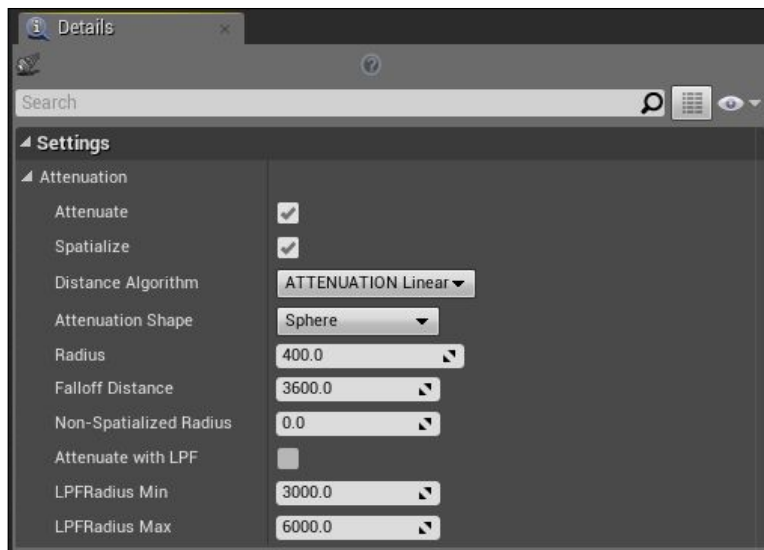 Details
Search
Settings
Attenuation
Attenuate
Spatialize
Distance Algorithm ATTENUATION Linear
Attenuation Shape Sphere
Radius 400.0
Falloff Distance 3600.0
Non-Spatialized Radius 0.0
Attenuate with LPF
LPFRadius Min 3000.0
LPFRadius Max 6000.0